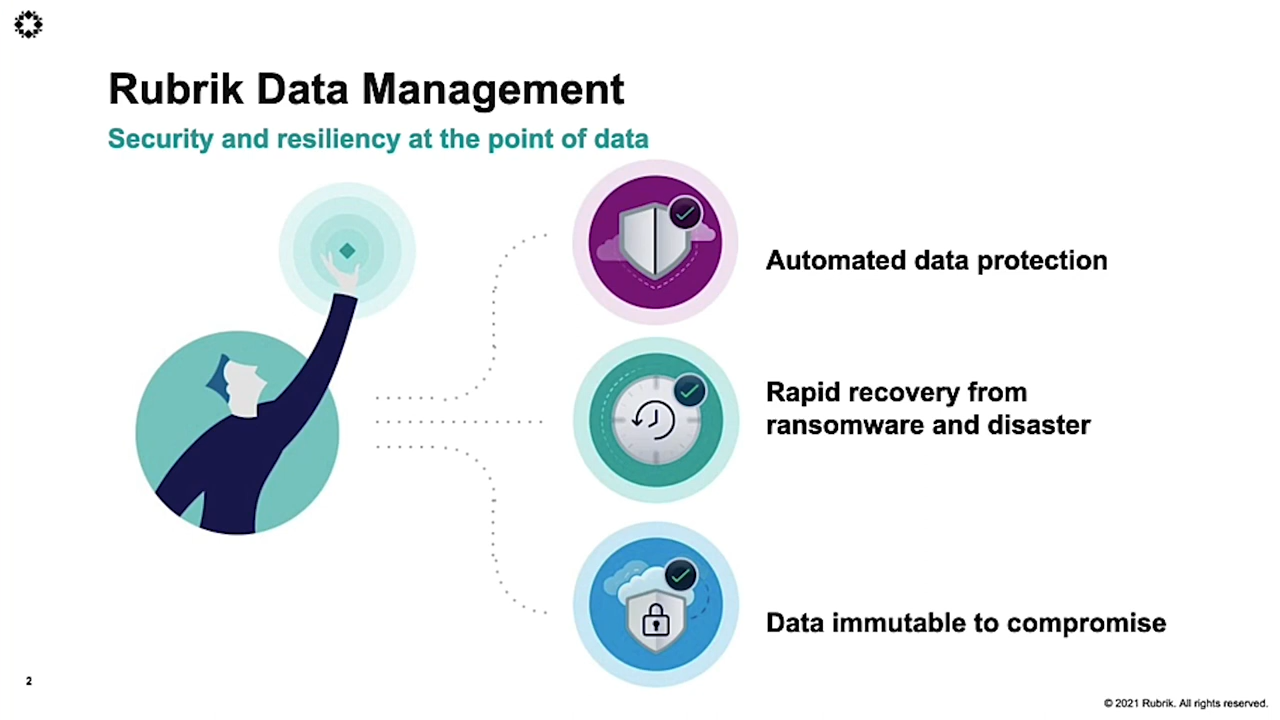 Rubrik Data Management
Security and resiliency at the point of data
Automated data protection
Rapid recovery from
ransomware and disaster
Data immutable to compromise
2
© 2021 Rubrik. All rights reserved.